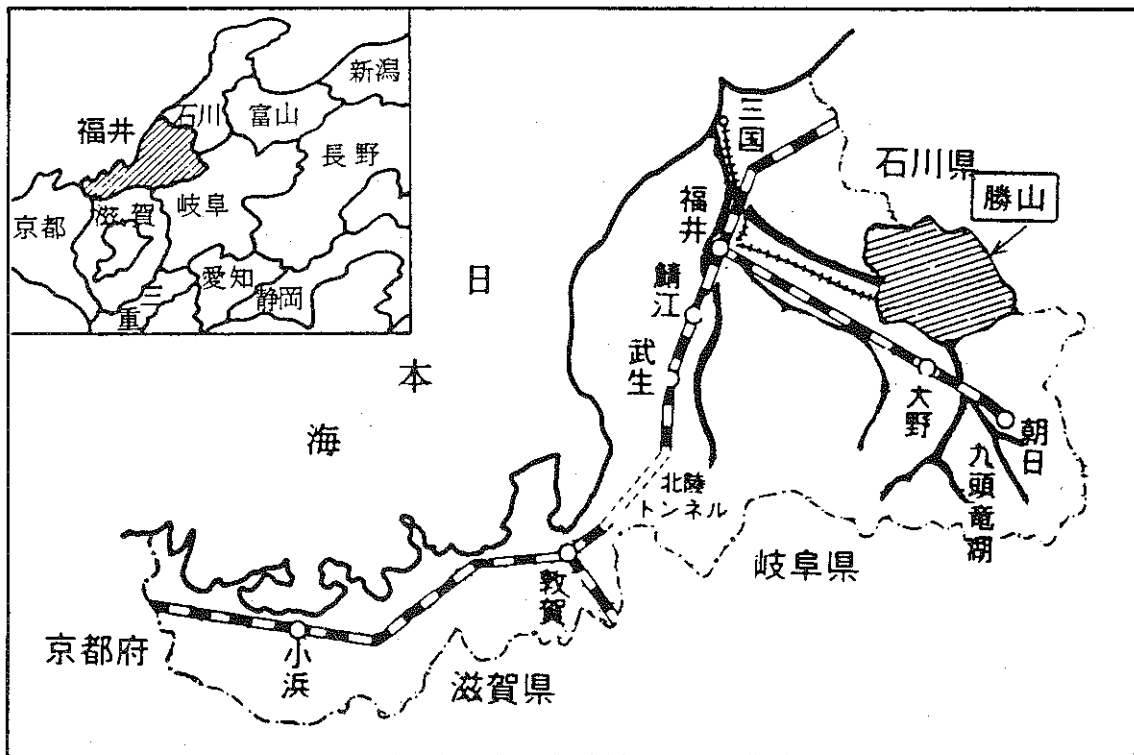 新潟
石川
富山
福井
長野
京都
滋賀
岐阜
愛知
三重
静岡
三国
石川県
勝山
福井
鯖江
武生
日本海
大野
朝日
九頭竜湖
北陸
トンネル
岐阜県
敦賀
京都府
小浜
滋賀県